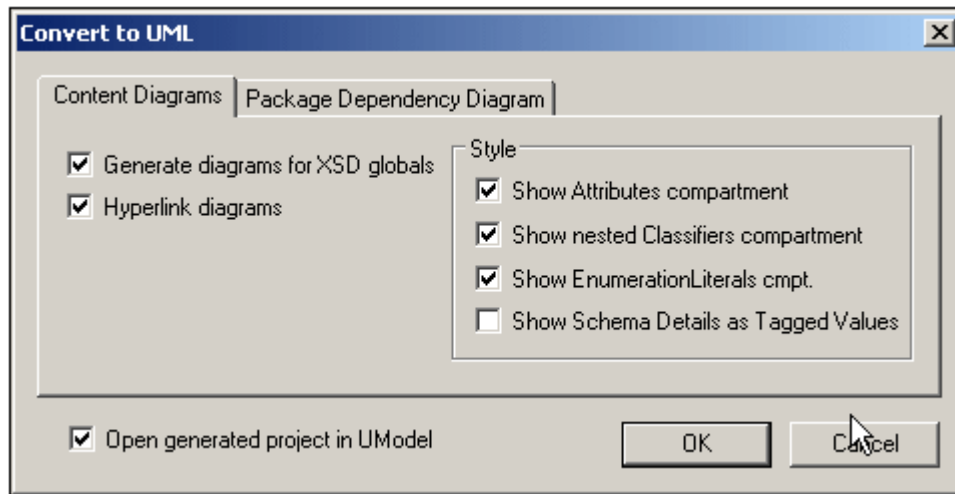 Convert to UML
Content Diagrams
Package Dependency Diagram
Generate diagrams for XSD globals
Hyperlink diagrams
Style
Show Attributes compartment
Show nested Classifiers compartment
Show EnumerationLiterals cmpt.
Show Schema Details as Tagged Values
Open generated project in UModel
OK
Cancel